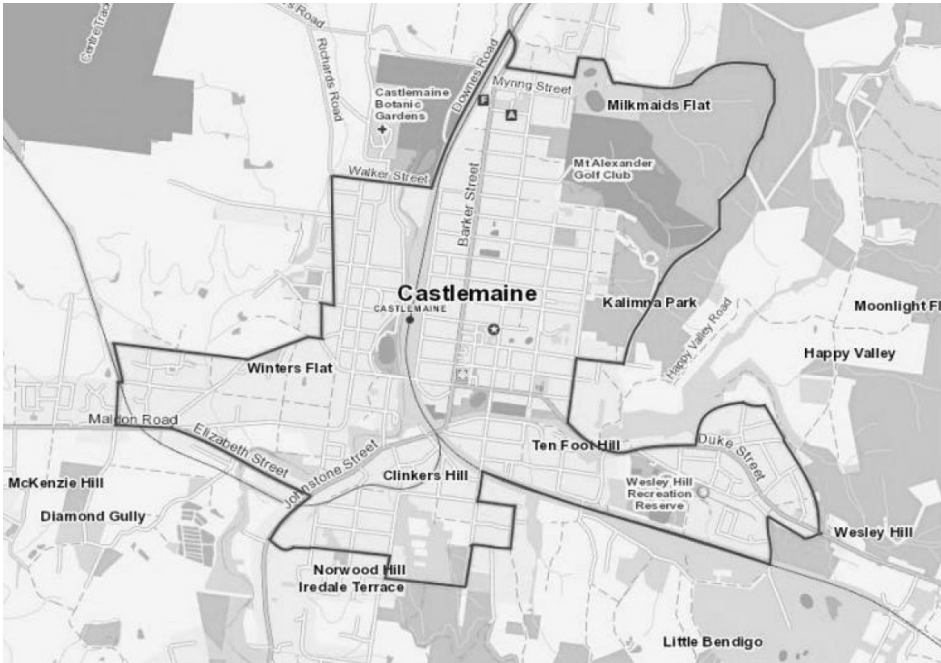 Centre Trac
s Road
Richards Road
Downes Road
Castlemaine
Botanic
Gardens
P
A
Myring Street
Milkmaids Flat
Walker Street
Mt Alexander
Golf Club
Barker Street
Castlemaine
CASTLEMAINE
Kalimna Park
Moonlight Fl
Happy Valley Road
Happy Valley
Winters Flat
Maldon Road
Elizabeth Street
Johnstone Street
Ten Foot Hill
Duke Street
Clinkers Hill
McKenzie Hill
Wesley Hill
Recreation
Reserve
Diamond Gully
Wesley Hill
Norwood Hill
Iredale Terrace
Little Bendigo